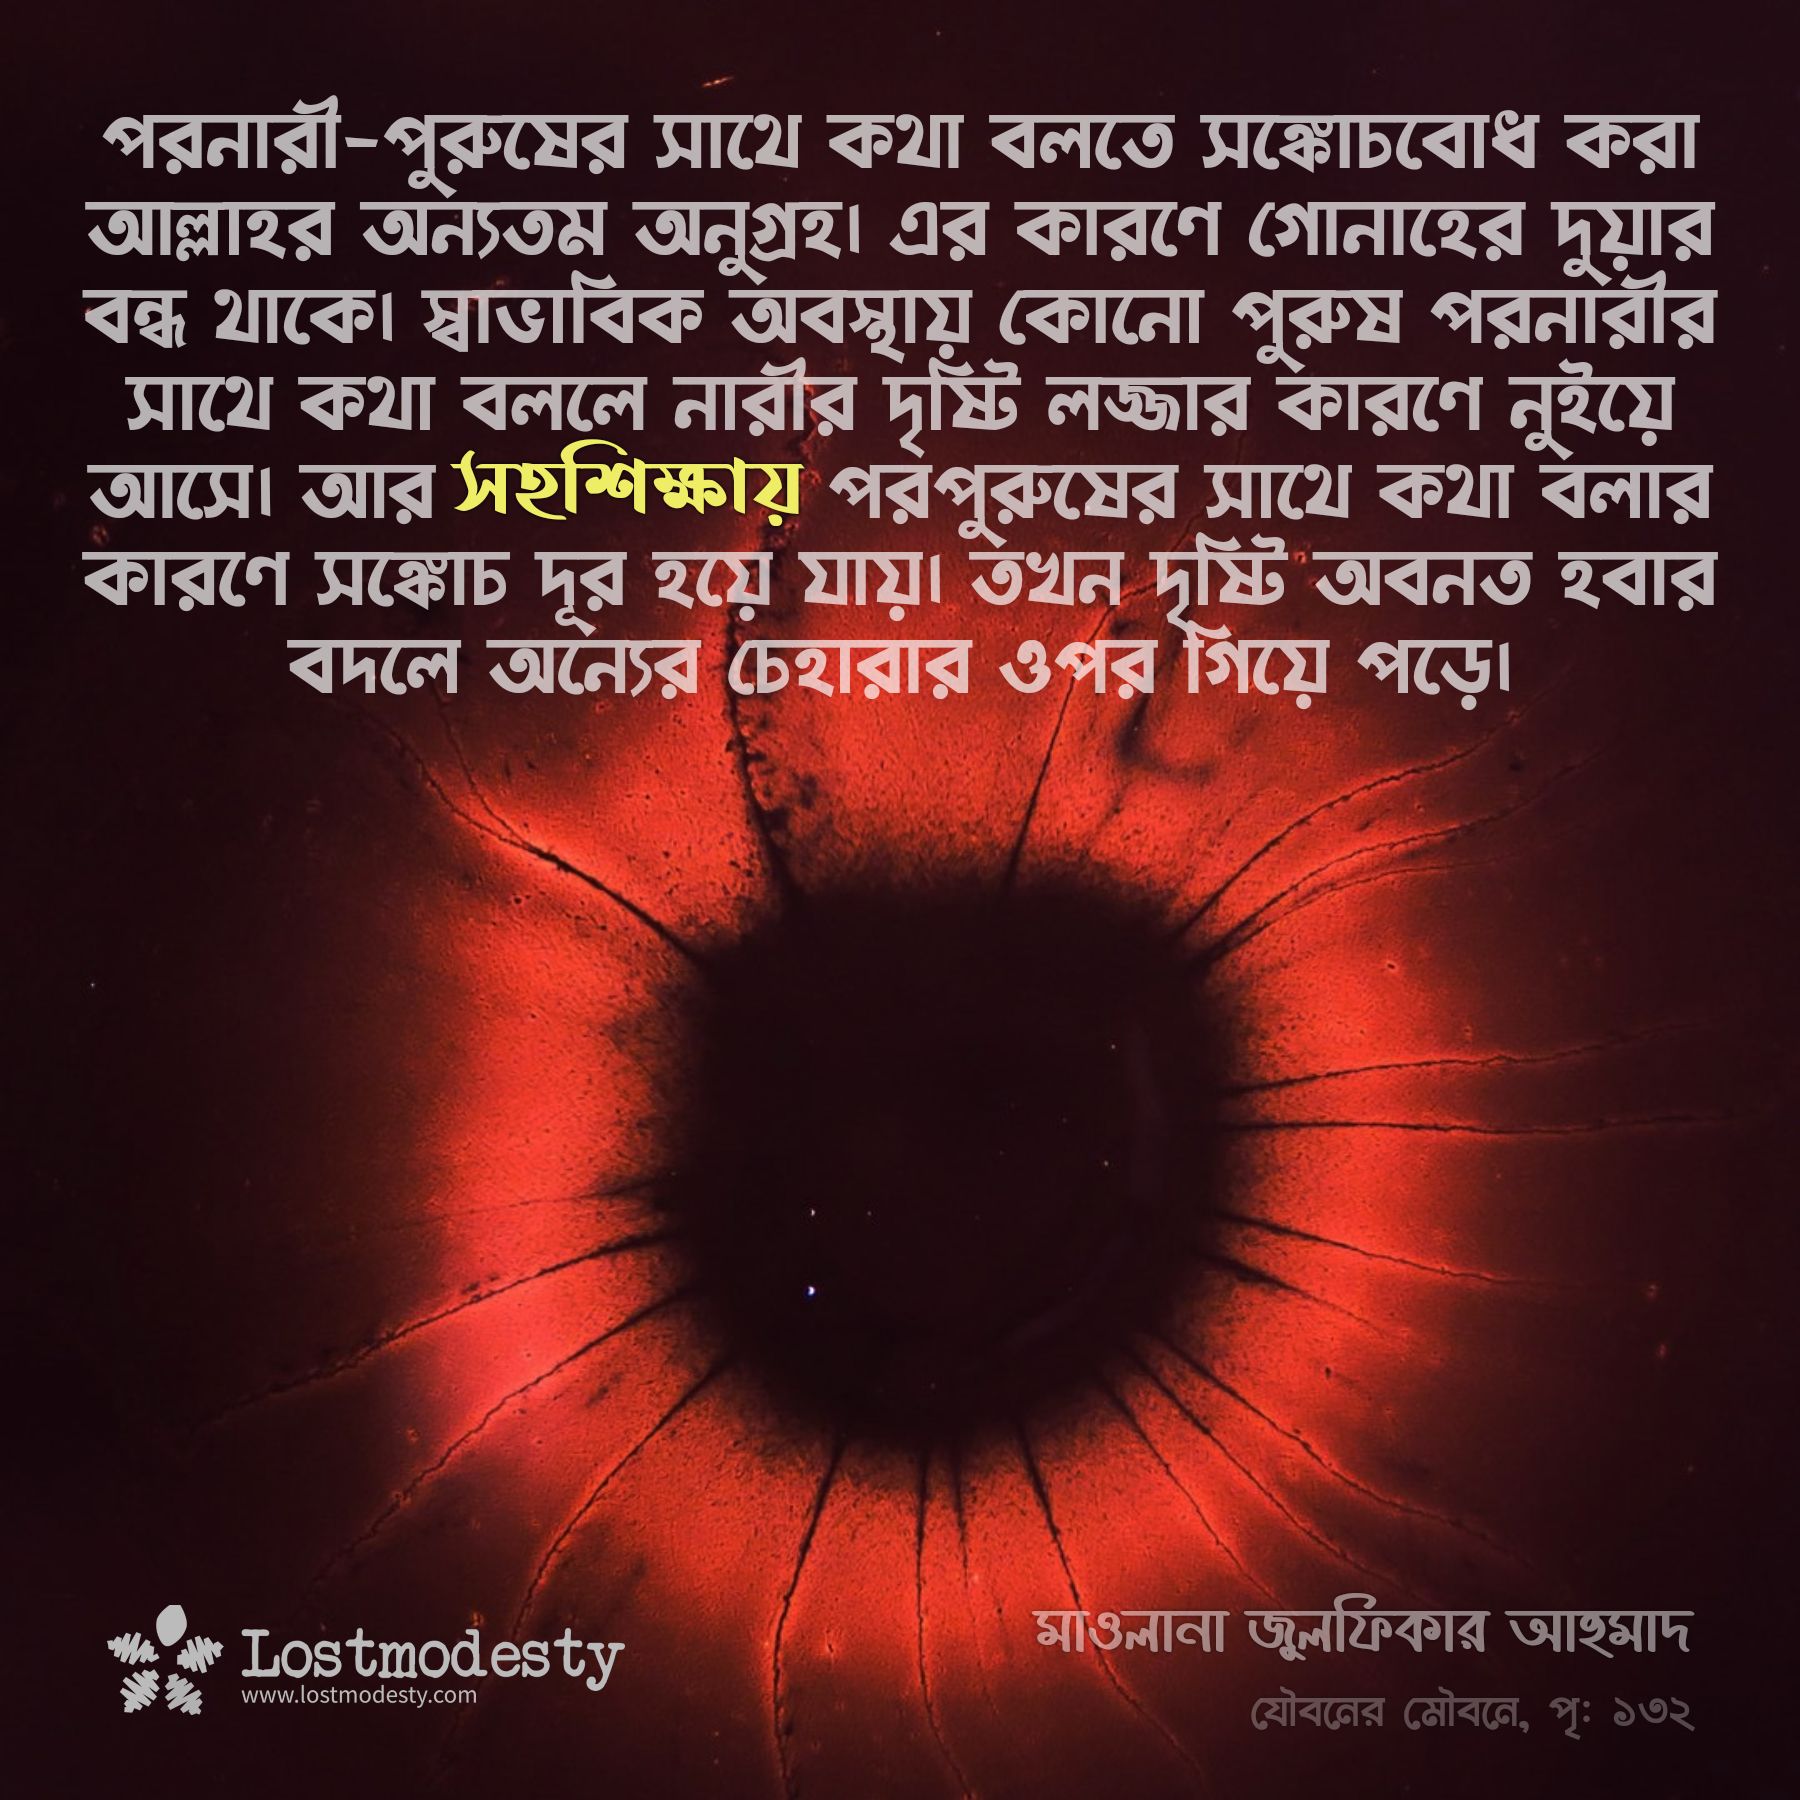 পরনারী-পুরুষের সাথে কথা বলতে সঙ্কোচবোধ করা
আল্লাহর অন্যতম অনুগ্রহ। এর কারণে গোনাহের দুয়ার
বন্ধ থাকে। স্বাভাবিক অবস্থায় কোনো পুরুষ পরনারীর
সাথে কথা বললে নারীর দৃষ্টি লজ্জার কারণে নুইয়ে
আসে। আর সহশিক্ষায় পরপুরুষের সাথে কথা বলার
কারণে সঙ্কোচ দূর হয়ে যায়। তখন দৃষ্টি অবনত হবার
বদলে অন্যের চেহারার ওপর গিয়ে পড়ে।
মাওলানা জুলফিকার আহমাদ
যৌবনের মৌবনে, পৃঃ ১৩২
Lostmodesty
www.lostmodesty.com